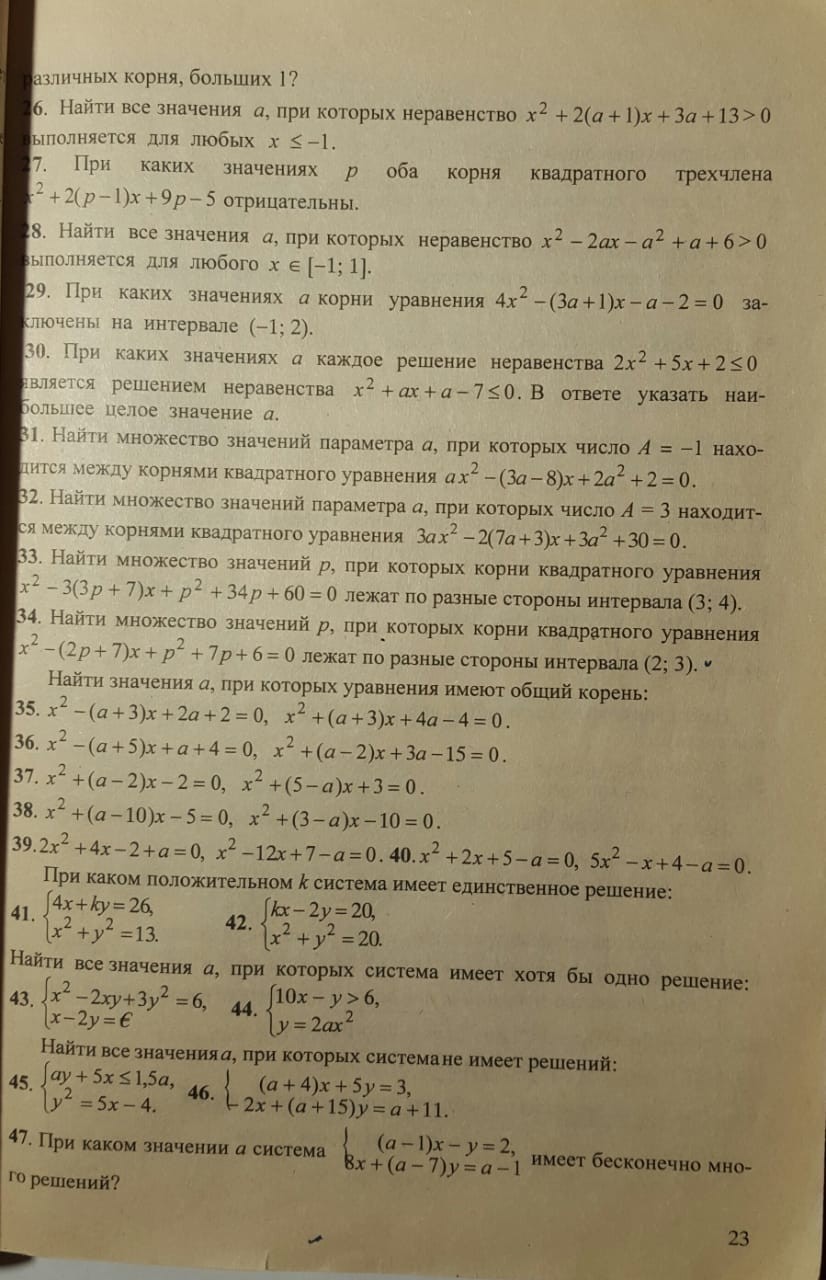 различных корня, больших 1?
26. Найти все значения a, при которых неравенство x² + 2(a + 1)x + 3a + 13 > 0
выполняется для любых x ≤ −1.
27. При каких значениях p оба корня квадратного трехчлена
x² + 2(p − 1)x + 9p − 5 отрицательны.
28. Найти все значения a, при которых неравенство x² − 2ax − a² + a + 6 > 0
выполняется для любого x ∈ [−1; 1].
29. При каких значениях a корни уравнения 4x² − (3a + 1)x − a − 2 = 0 за-
ключены на интервале (−1; 2).
30. При каких значениях a каждое решение неравенства 2x² + 5x + 2 ≤ 0
является решением неравенства x² + ax + a − 7 ≤ 0. В ответе указать наи-
большее целое значение a.
31. Найти множество значений параметра a, при которых число A = −1 нахо-
дится между корнями квадратного уравнения ax² − (3a − 8)x + 2a² + 2 = 0.
32. Найти множество значений параметра a, при которых число A = 3 находит-
ся между корнями квадратного уравнения 3ax² − 2(7a + 3)x + 3a² + 30 = 0.
33. Найти множество значений p, при которых корни квадратного уравнения
x² − 3(3p + 7)x + p² + 34p + 60 = 0 лежат по разные стороны интервала (3; 4).
34. Найти множество значений p, при которых корни квадратного уравнения
x² − (2p + 7)x + p² + 7p + 6 = 0 лежат по разные стороны интервала (2; 3).
Найти значения a, при которых уравнения имеют общий корень:
35. x² − (a + 3)x + 2a + 2 = 0, x² + (a + 3)x + 4a − 4 = 0.
36. x² − (a + 5)x + a + 4 = 0, x² + (a − 2)x + 3a − 15 = 0.
37. x² + (a − 2)x − 2 = 0, x² + (5 − a)x + 3 = 0.
38. x² + (a − 10)x − 5 = 0, x² + (3 − a)x − 10 = 0.
39. 2x² + 4x − 2 + a = 0, x² − 12x + 7 − a = 0. 40. x² + 2x + 5 − a = 0, 5x² − x + 4 − a = 0.
При каком положительном k система имеет единственное решение:
41. {4x + ky = 26, 42. {kx − 2y = 20,
x² + y² = 13. x² + y² = 20.
Найти все значения a, при которых система имеет хотя бы одно решение:
43. {x² − 2xy + 3y² = 6, 44. {10x − y > 6,
x − 2y = € y = 2ax²
Найти все значения a, при которых система не имеет решений:
45. {ay + 5x ≤ 1,5a, 46. {(a + 4)x + 5y = 3,
y² = 5x − 4. − 2x + (a + 15)y = a + 11.
47. При каком значении a система {(a − 1)x − y = 2,
8x + (a − 7)y = a − 1 имеет бесконечно мно-
го решений?
23